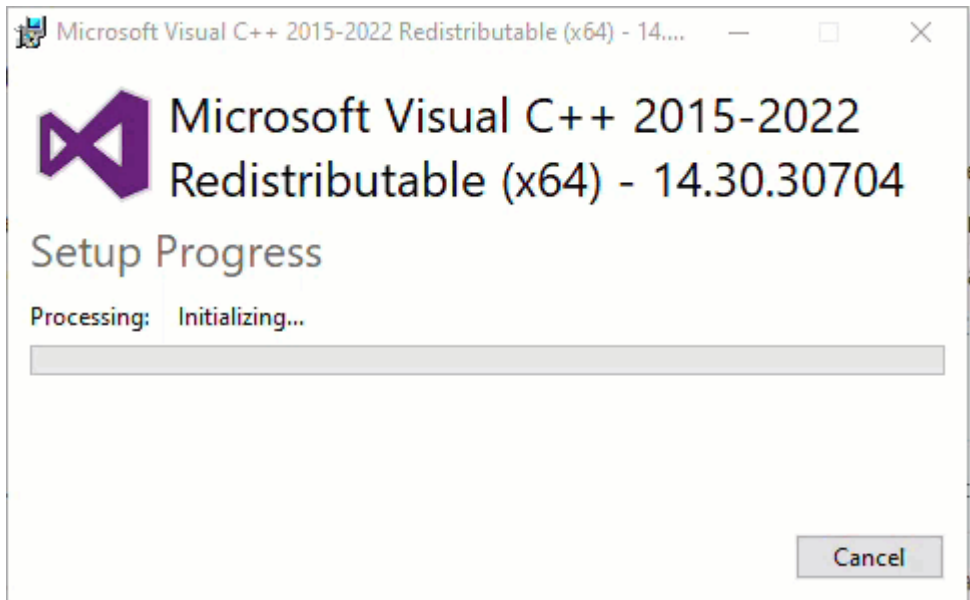 Microsoft Visual C++ 2015-2022 Redistributable (x64) - 14....
Microsoft Visual C++ 2015-2022
Redistributable (x64) - 14.30.30704
Setup Progress
Processing: Initializing...
Cancel